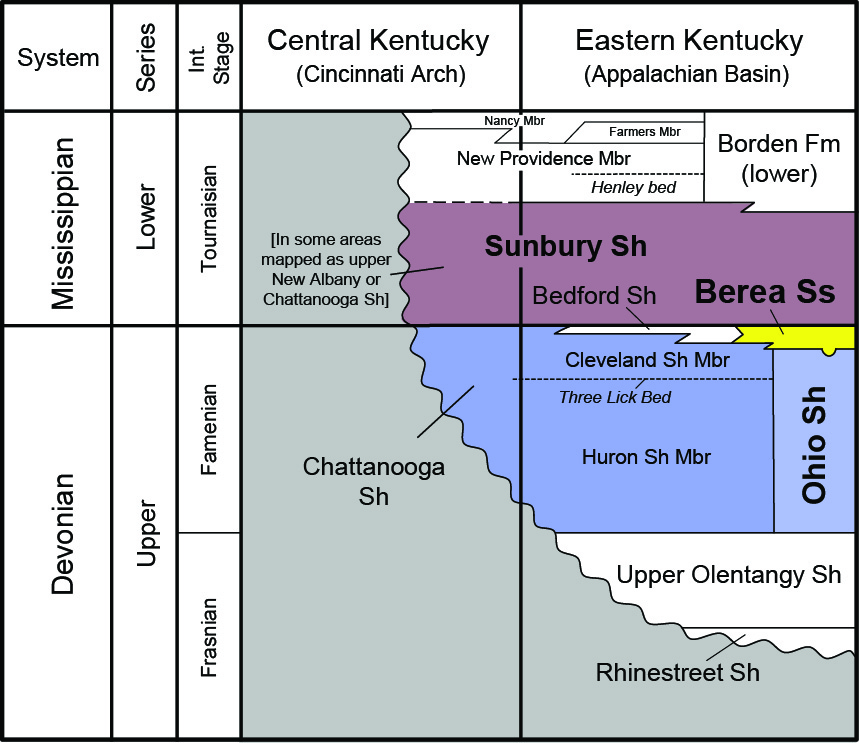 System
Series
Int.
Stage
Central Kentucky
(Cincinnati Arch)
Eastern Kentucky
(Appalachian Basin)
Mississippian
Lower
Tournaisian
Nancy Mbr
Farmers Mbr
New Providence Mbr
Henley bed
Borden Fm
(lower)
[In some areas
mapped as upper
New Albany or
Chattanooga Sh]
Sunbury Sh
Bedford Sh
Berea Ss
Devonian
Upper
Famenian
Cleveland Sh Mbr
Three Lick Bed
Chattanooga
Sh
Huron Sh Mbr
Ohio Sh
Frasnian
Upper Olentangy Sh
Rhinestreet Sh